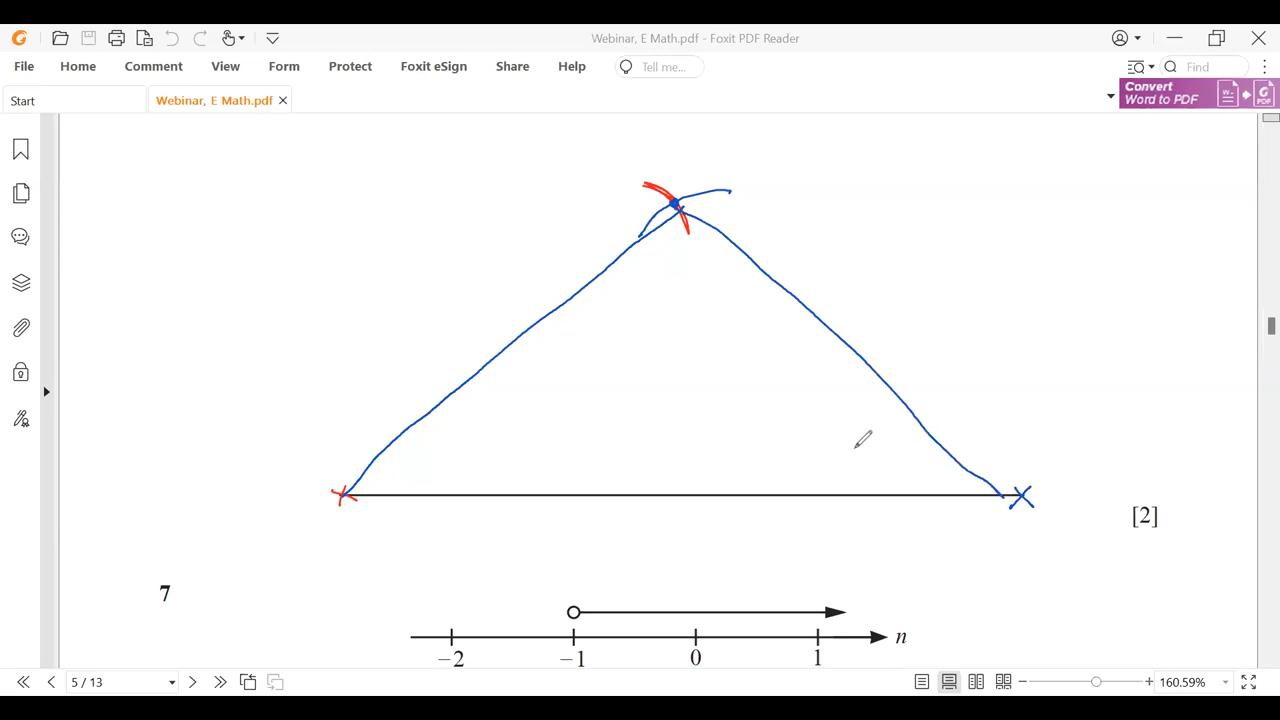 Webinar, E Math.pdf - Foxit PDF Reader
File Home Comment View Form Protect Foxit eSign Share Help Tell me... Find
Start Webinar, E Math.pdf
Convert
Word to PDF
[2]
7
n
−2 −1 0 1
5 / 13 160.59%